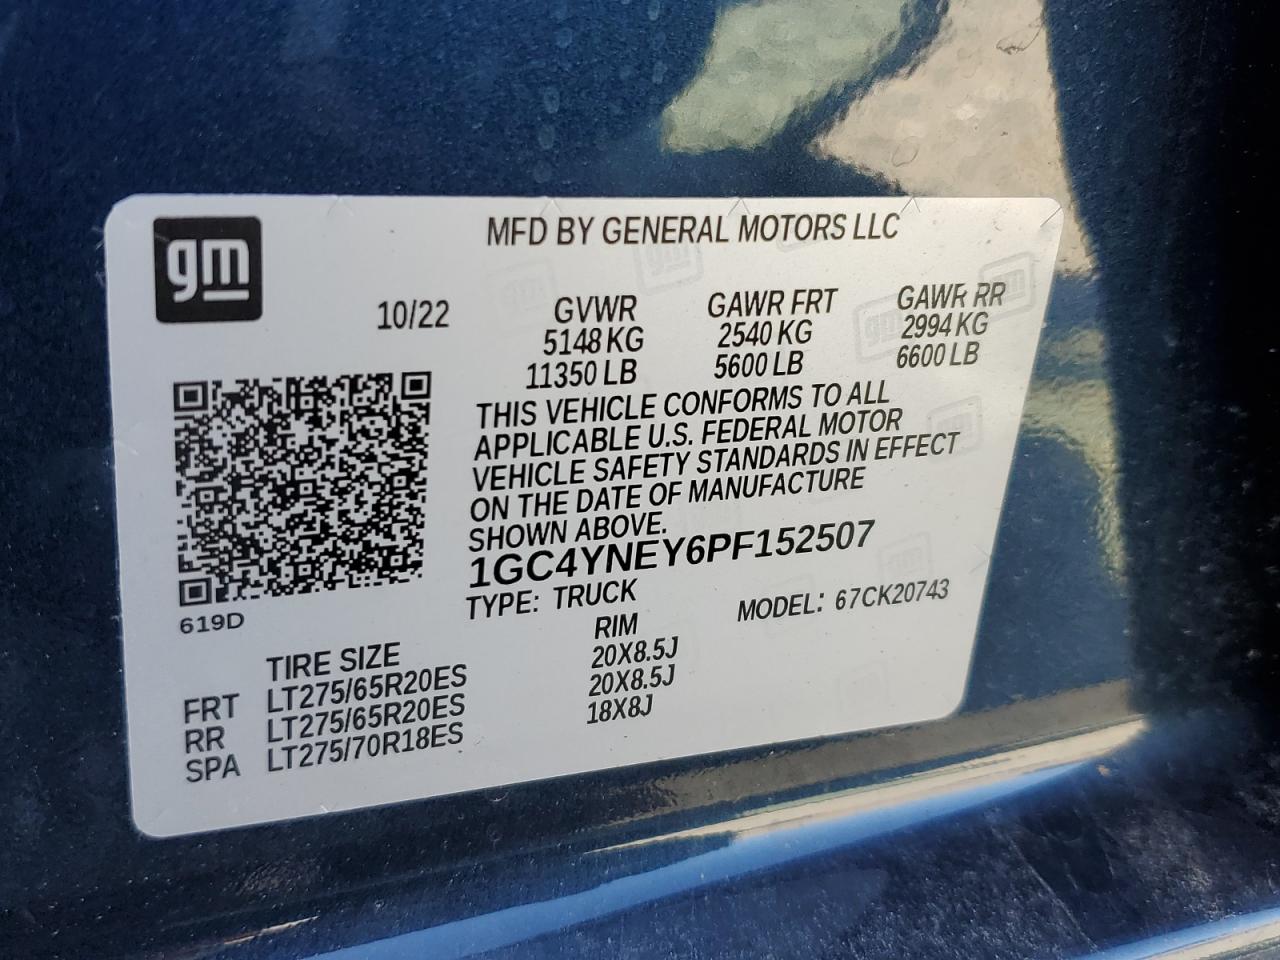 gm
MFD BY GENERAL MOTORS LLC
10/22
GVWR
5148 KG
11350 LB
GAWR FRT
2540 KG
5600 LB
GAWR RR
2994 KG
6600 LB
THIS VEHICLE CONFORMS TO ALL
APPLICABLE U.S. FEDERAL MOTOR
VEHICLE SAFETY STANDARDS IN EFFECT
ON THE DATE OF MANUFACTURE
SHOWN ABOVE.
1GC4YNEY6PF152507
TYPE: TRUCK
MODEL: 67CK20743
619D
TIRE SIZE RIM
FRT LT275/65R20ES 20X8.5J
RR LT275/65R20ES 20X8.5J
SPA LT275/70R18ES 18X8J